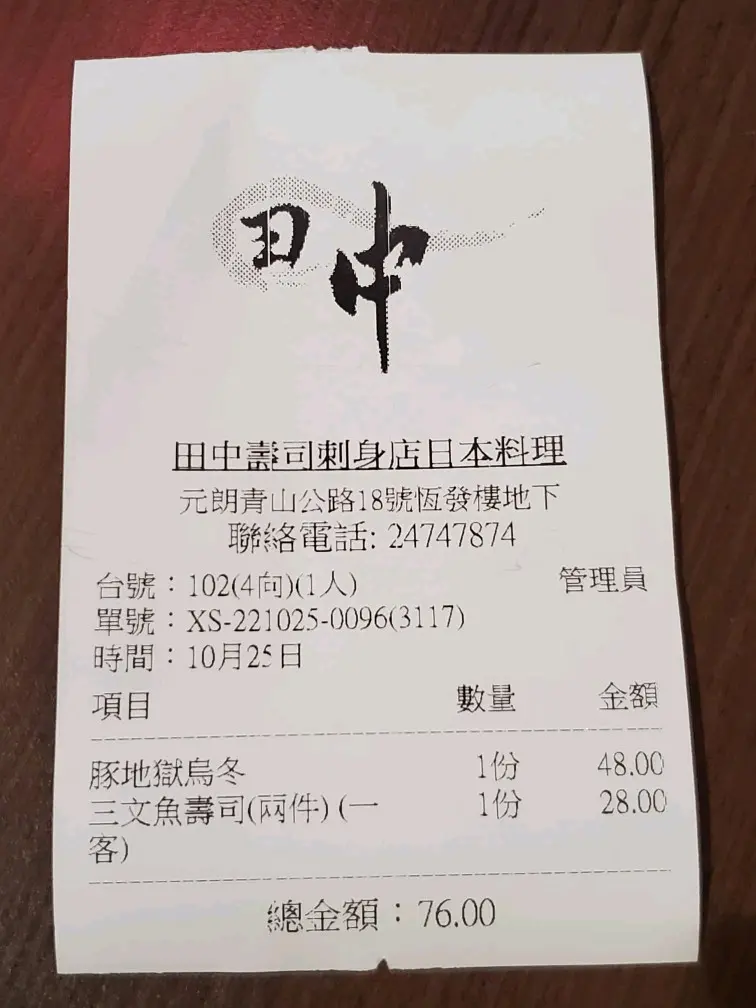 田中
田中壽司刺身店日本料理
元朗青山公路18號恆發樓地下
聯絡電話: 24747874
台號：102(4向)(1人) 管理員
單號：XS-221025-0096(3117)
時間：10月25日
項目 數量 金額
豚地獄烏冬 1份 48.00
三文魚壽司(兩件) (一 1份 28.00
客)
總金額：76.00